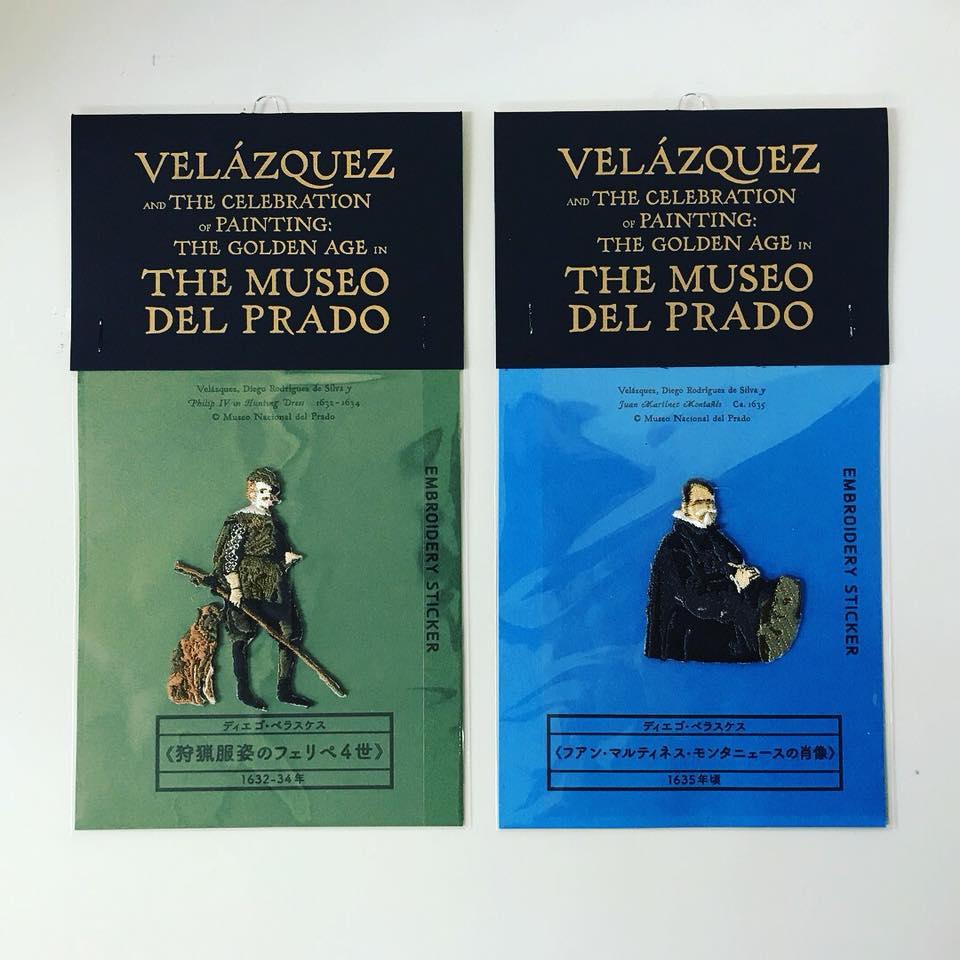 VELÁZQUEZ
AND THE CELEBRATION
OF PAINTING:
THE GOLDEN AGE IN
THE MUSEO
DEL PRADO
Velázquez, Diego Rodríguez de Silva y
Philip IV in Hunting Dress 1632–1634
© Museo Nacional del Prado
EMBROIDERY STICKER
ディエゴ・ベラスケス
《狩猟服姿のフェリペ4世》
1632-34年
VELÁZQUEZ
AND THE CELEBRATION
OF PAINTING:
THE GOLDEN AGE IN
THE MUSEO
DEL PRADO
Velázquez, Diego Rodríguez de Silva y
Juan Martínez Montañés Ca. 1635
© Museo Nacional del Prado
EMBROIDERY STICKER
ディエゴ・ベラスケス
《フアン・マルティネス・モンタニェースの肖像》
1635年頃